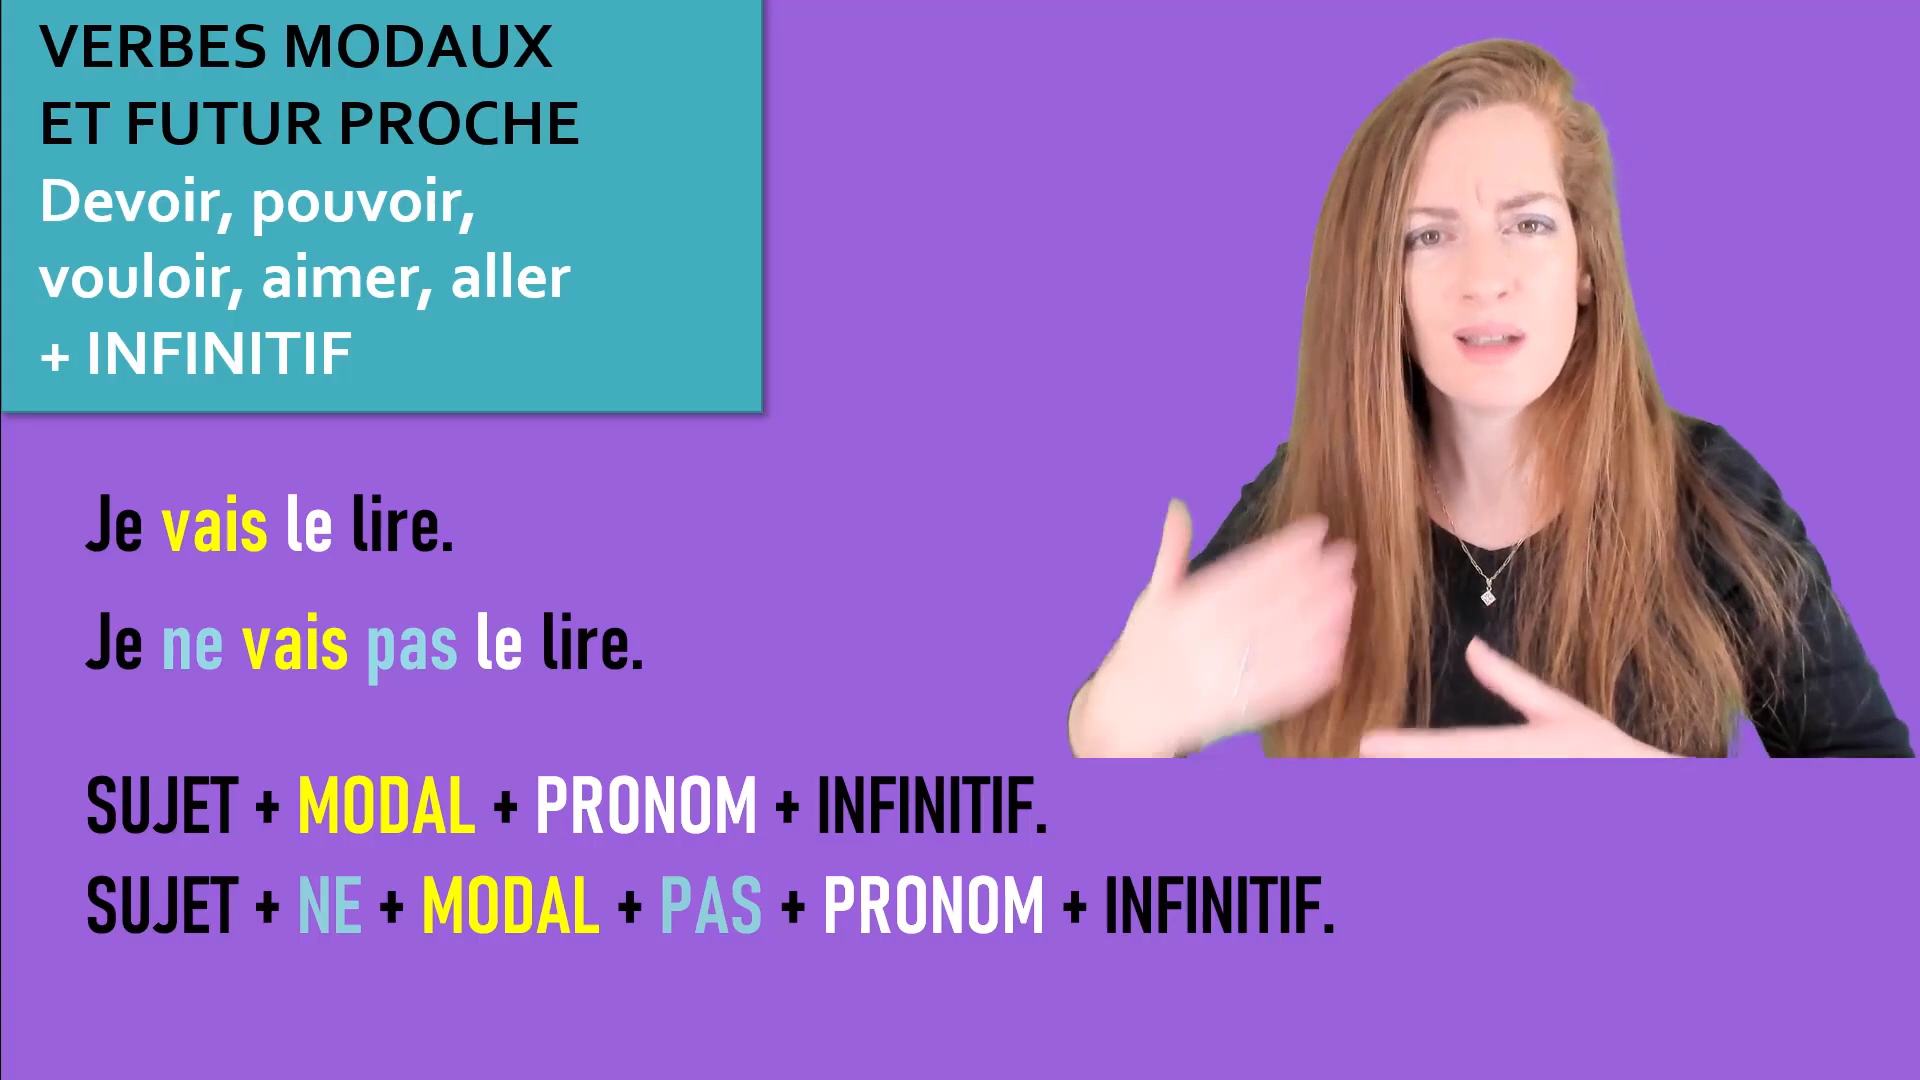 VERBES MODAUX
ET FUTUR PROCHE
Devoir, pouvoir,
vouloir, aimer, aller
+ INFINITIF
Je vais le lire.
Je ne vais pas le lire.
SUJET + MODAL + PRONOM + INFINITIF.
SUJET + NE + MODAL + PAS + PRONOM + INFINITIF.